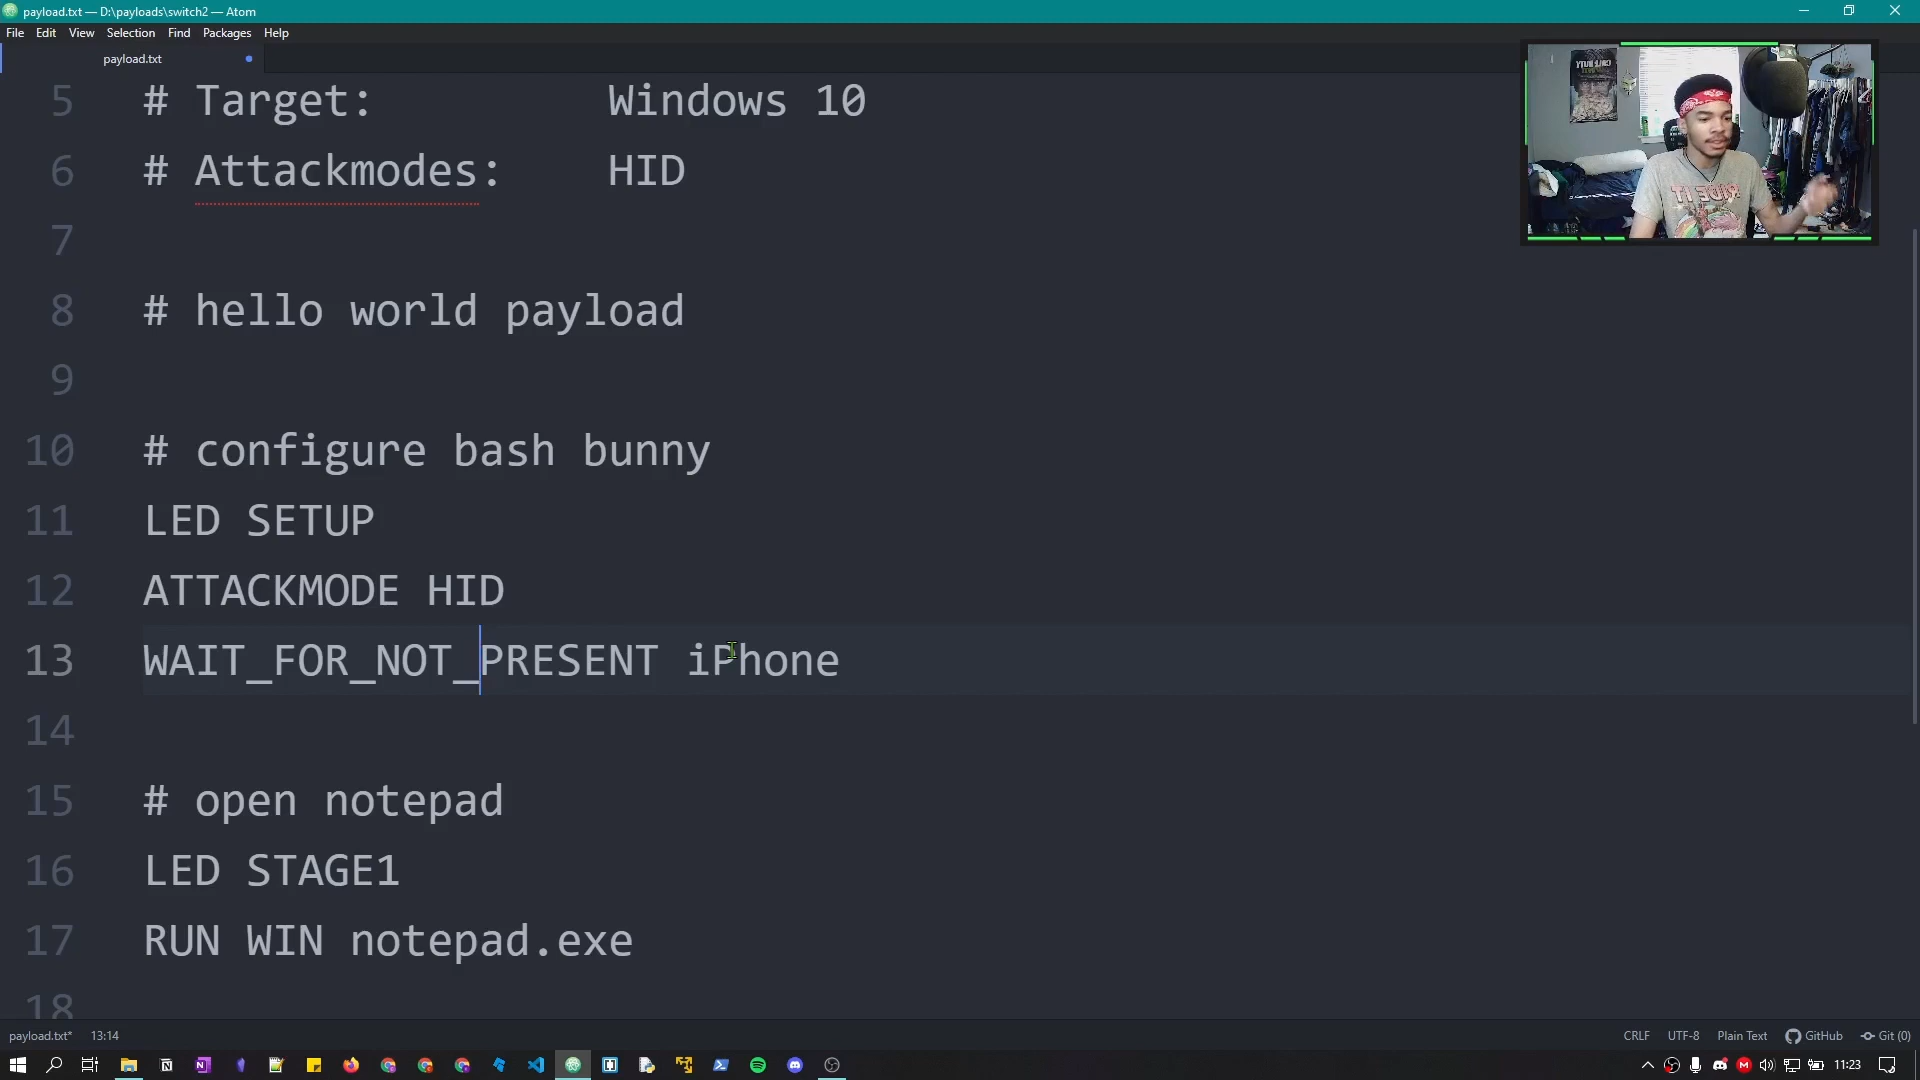 payload.txt — D:\payloads\switch2 — Atom
File Edit View Selection Find Packages Help
payload.txt
5 # Target: Windows 10
6 # Attackmodes: HID
7
8 # hello world payload
9
10 # configure bash bunny
11 LED SETUP
12 ATTACKMODE HID
13 WAIT_FOR_NOT_PRESENT iPhone
14
15 # open notepad
16 LED STAGE1
17 RUN WIN notepad.exe
18
payload.txt* 13:14 CRLF UTF-8 Plain Text GitHub Git (0)
11:23